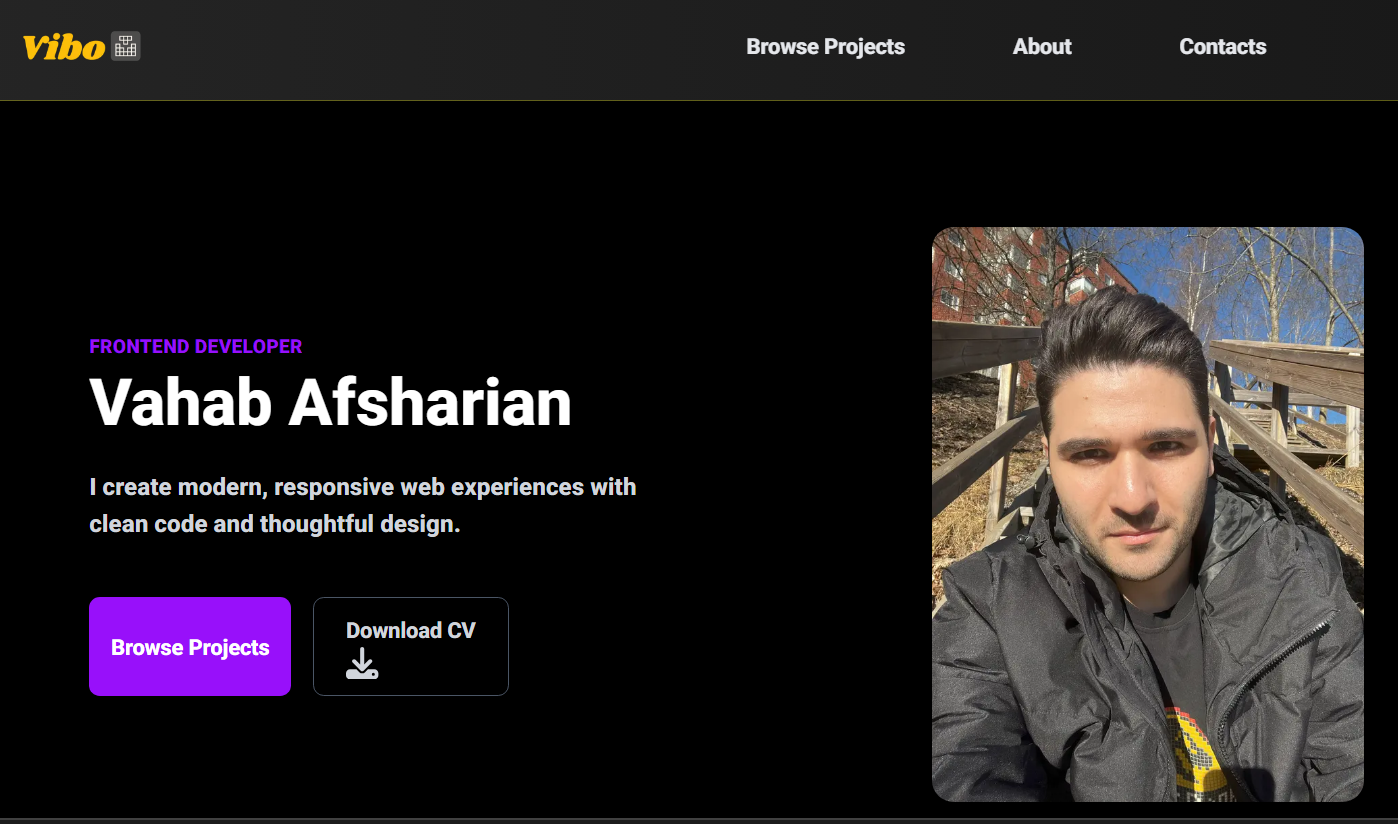 Vibo
Browse Projects
About
Contacts
FRONTEND DEVELOPER
Vahab Afsharian
I create modern, responsive web experiences with
clean code and thoughtful design.
Browse Projects
Download CV